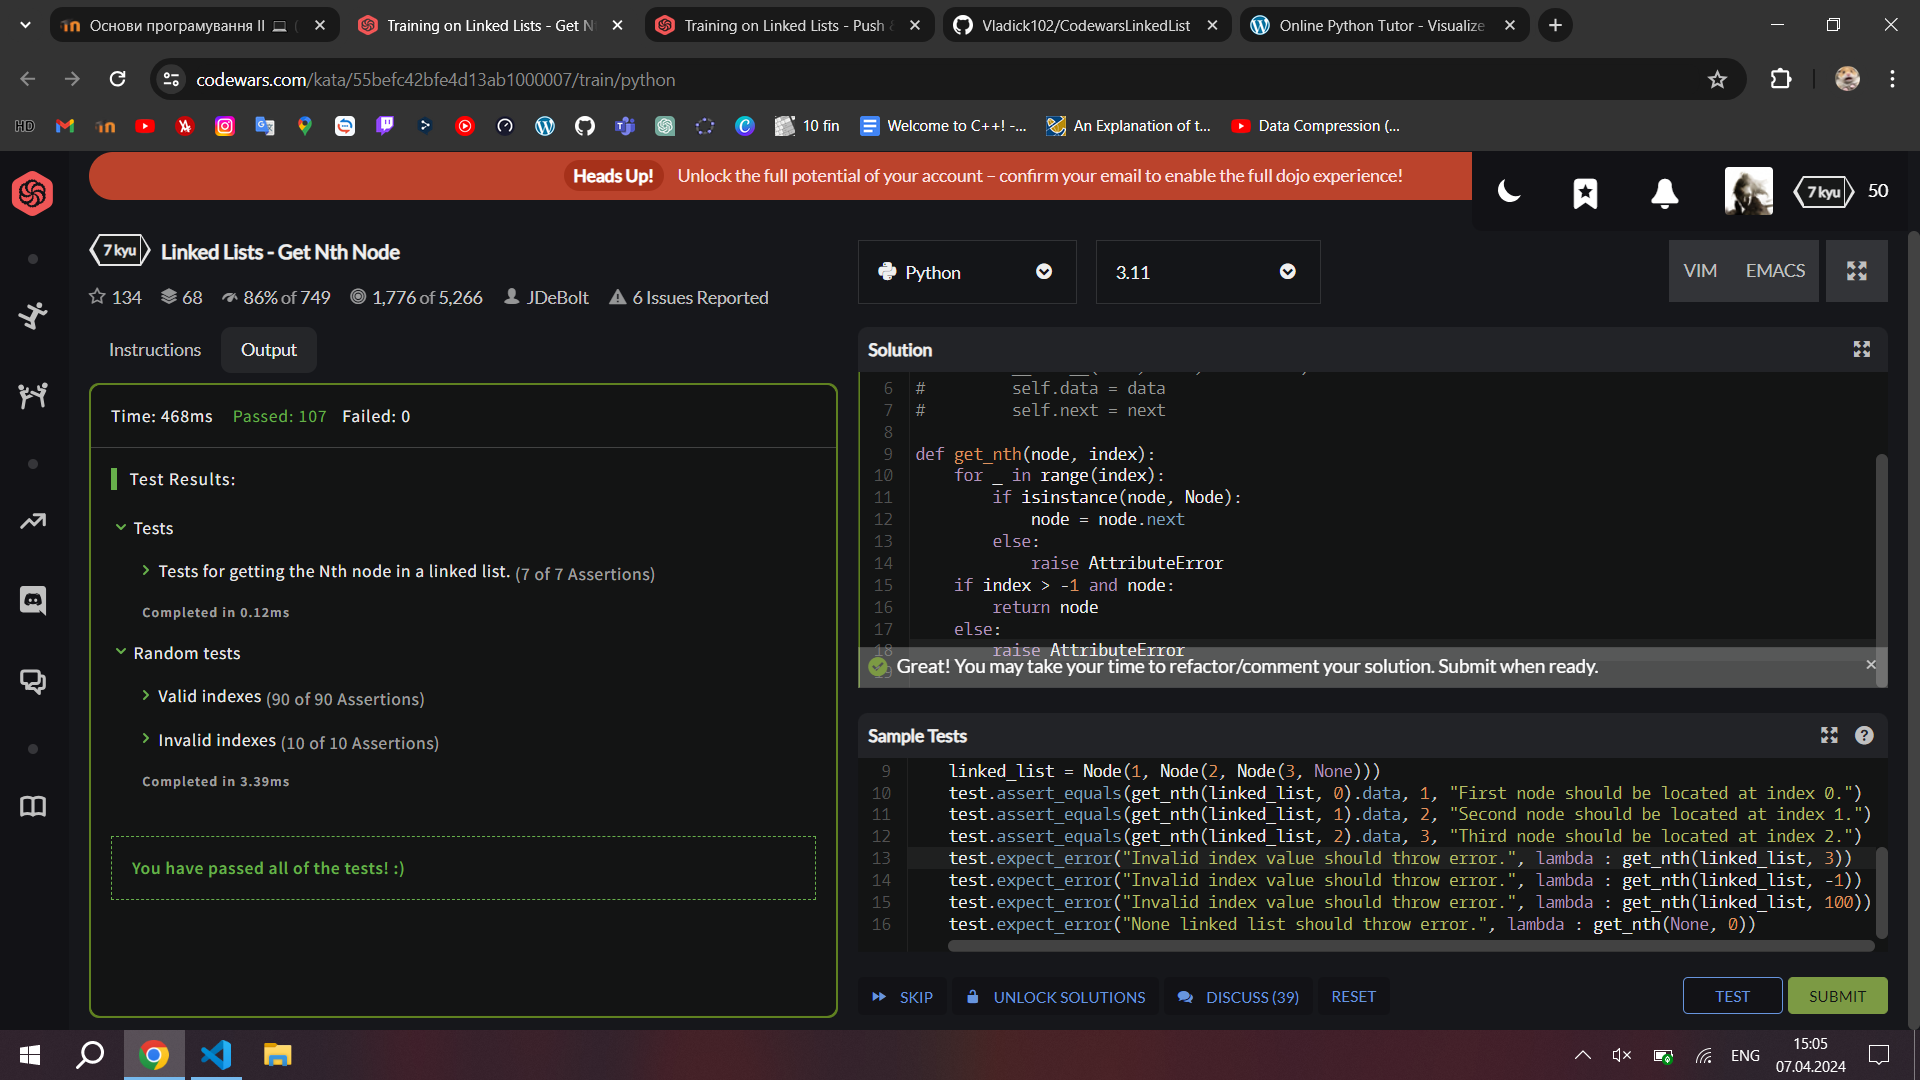 Основи програмування ІІ 💻 (
Training on Linked Lists - Get N
Training on Linked Lists - Push
Vladick102/CodewarsLinkedList
Online Python Tutor - Visualize
codewars.com/kata/55befc42bfe4d13ab1000007/train/python
HD
10 fin
Welcome to C++! -...
An Explanation of t...
Data Compression (...
Heads Up! Unlock the full potential of your account – confirm your email to enable the full dojo experience!
7 kyu 50
7 kyu Linked Lists - Get Nth Node
134 68 86% of 749 1,776 of 5,266 JDeBolt 6 Issues Reported
Python
3.11
VIM EMACS
Instructions
Output
Time: 468ms Passed: 107 Failed: 0
Test Results:
Tests
Tests for getting the Nth node in a linked list. (7 of 7 Assertions)
Completed in 0.12ms
Random tests
Valid indexes (90 of 90 Assertions)
Invalid indexes (10 of 10 Assertions)
Completed in 3.39ms
You have passed all of the tests! :)
Solution
6 #         self.data = data
7 #         self.next = next
8
9 def get_nth(node, index):
10     for _ in range(index):
11         if isinstance(node, Node):
12             node = node.next
13         else:
14             raise AttributeError
15     if index > -1 and node:
16         return node
17     else:
18         raise AttributeError
19
Great! You may take your time to refactor/comment your solution. Submit when ready.
Sample Tests
9     linked_list = Node(1, Node(2, Node(3, None)))
10     test.assert_equals(get_nth(linked_list, 0).data, 1, "First node should be located at index 0.")
11     test.assert_equals(get_nth(linked_list, 1).data, 2, "Second node should be located at index 1.")
12     test.assert_equals(get_nth(linked_list, 2).data, 3, "Third node should be located at index 2.")
13     test.expect_error("Invalid index value should throw error.", lambda : get_nth(linked_list, 3))
14     test.expect_error("Invalid index value should throw error.", lambda : get_nth(linked_list, -1))
15     test.expect_error("Invalid index value should throw error.", lambda : get_nth(linked_list, 100))
16     test.expect_error("None linked list should throw error.", lambda : get_nth(None, 0))
SKIP
UNLOCK SOLUTIONS
DISCUSS (39)
RESET
TEST
SUBMIT
ENG
15:05
07.04.2024